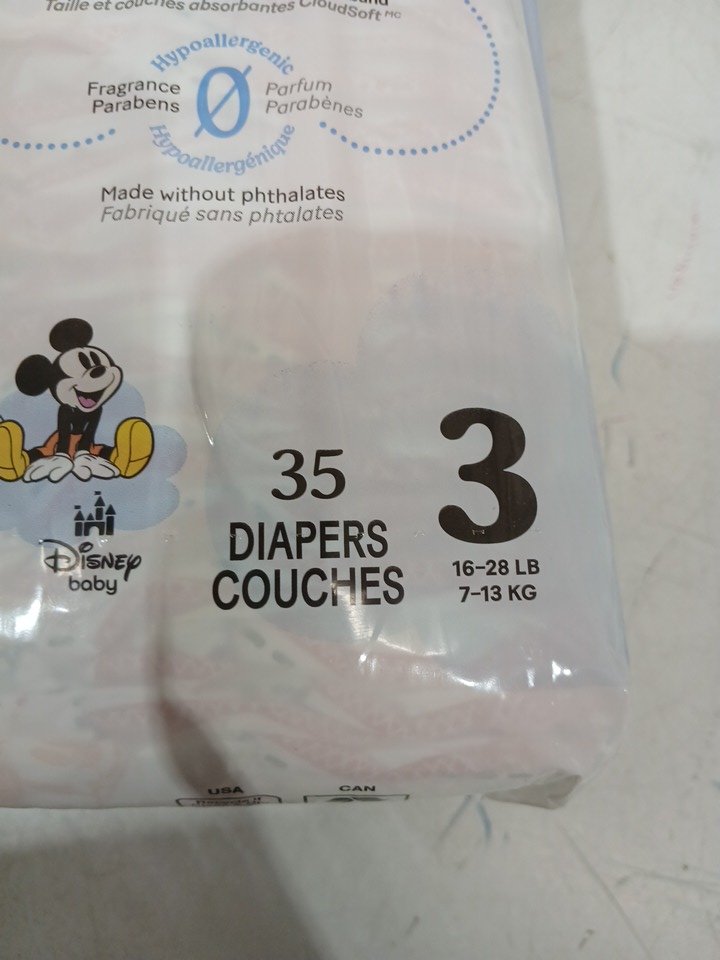 Taille et couches absorbantes CloudSoft MC
Hypoallergenic
Fragrance
Parabens
Ø
Parfum
Parabènes
Hypoallergénique
Made without phthalates
Fabriqué sans phtalates
35
DIAPERS
COUCHES
3
16-28 LB
7-13 KG
Disney
baby
USA
CAN